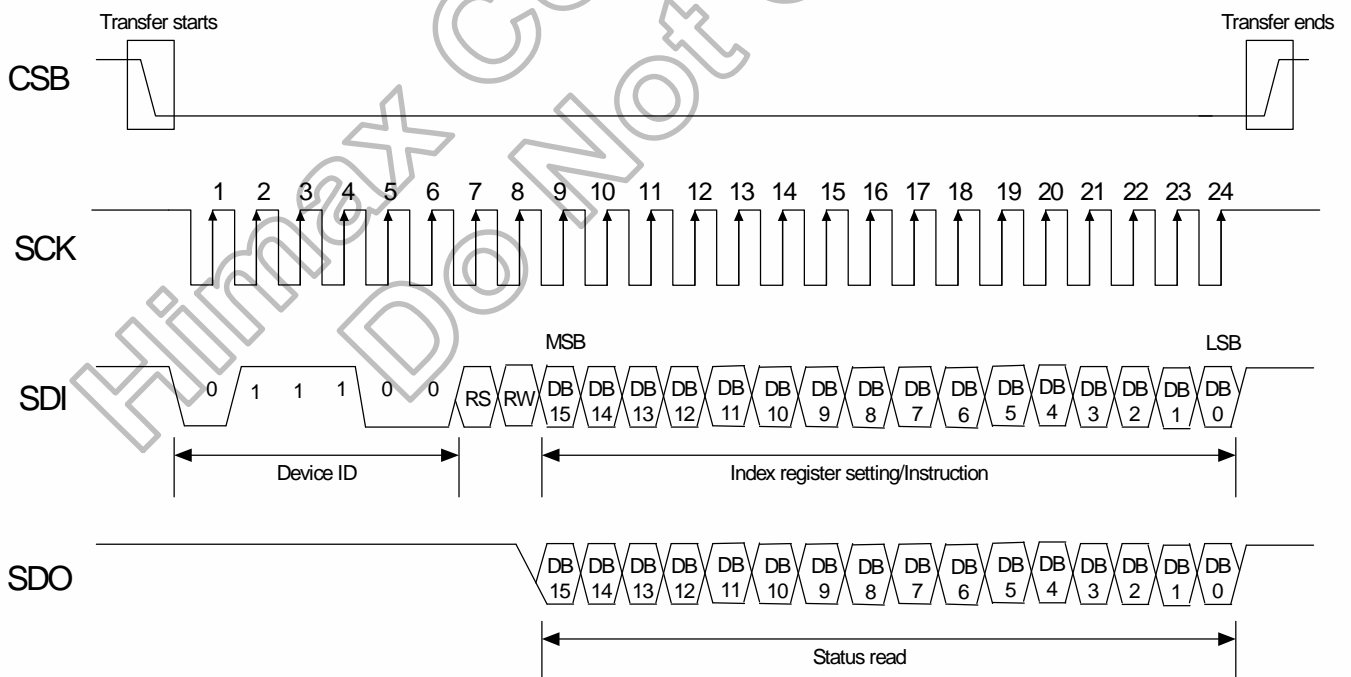 Transfer starts
Transfer ends
CSB
1 2 3 4 5 6 7 8 9 10 11 12 13 14 15 16 17 18 19 20 21 22 23 24
SCK
MSB
LSB
SDI
0 1 1 1 0 0 RS RW DB 15 DB 14 DB 13 DB 12 DB 11 DB 10 DB 9 DB 8 DB 7 DB 6 DB 5 DB 4 DB 3 DB 2 DB 1 DB 0
Device ID
Index register setting/Instruction
SDO
DB 15 DB 14 DB 13 DB 12 DB 11 DB 10 DB 9 DB 8 DB 7 DB 6 DB 5 DB 4 DB 3 DB 2 DB 1 DB 0
Status read
Himax
Do Not